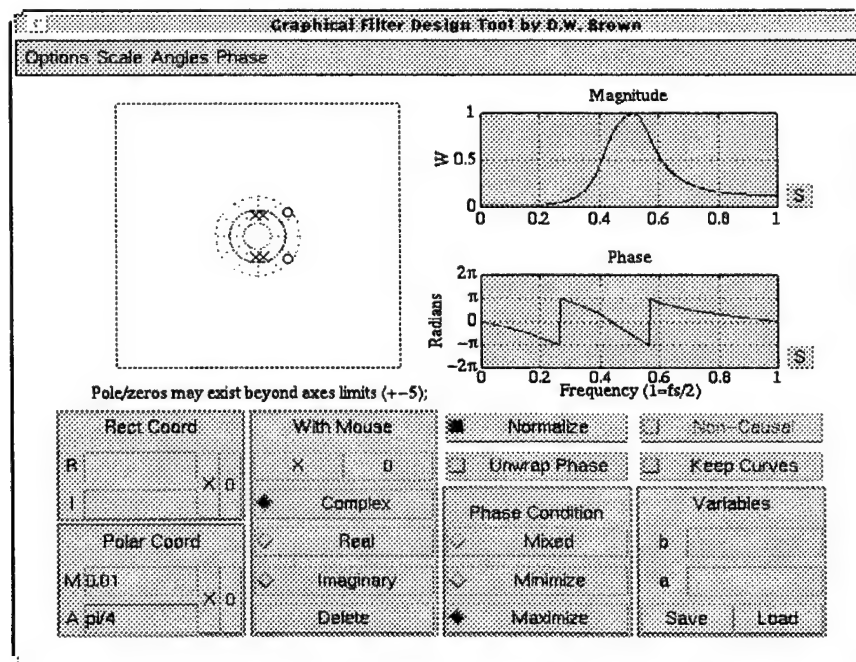 Graphical Filter Design Tool by D.W. Brown
Options Scale Angles Phase
Magnitude
W
1
0.5
0
0 0.2 0.4 0.6 0.8 1
S
Phase
Radians
2π
π
0
−π
−2π
0 0.2 0.4 0.6 0.8 1
S
Frequency (1=fs/2)
Pole/zeros may exist beyond axes limits (+−5);
Rect Coord
R
I
X 0
Polar Coord
M 0.01
A pi/4
X 0
With Mouse
X 0
Complex
Real
Imaginary
Delete
Normalize
Non-Causal
Unwrap Phase
Keep Curves
Phase Condition
Mixed
Minimize
Maximize
Variables
b
a
Save Load